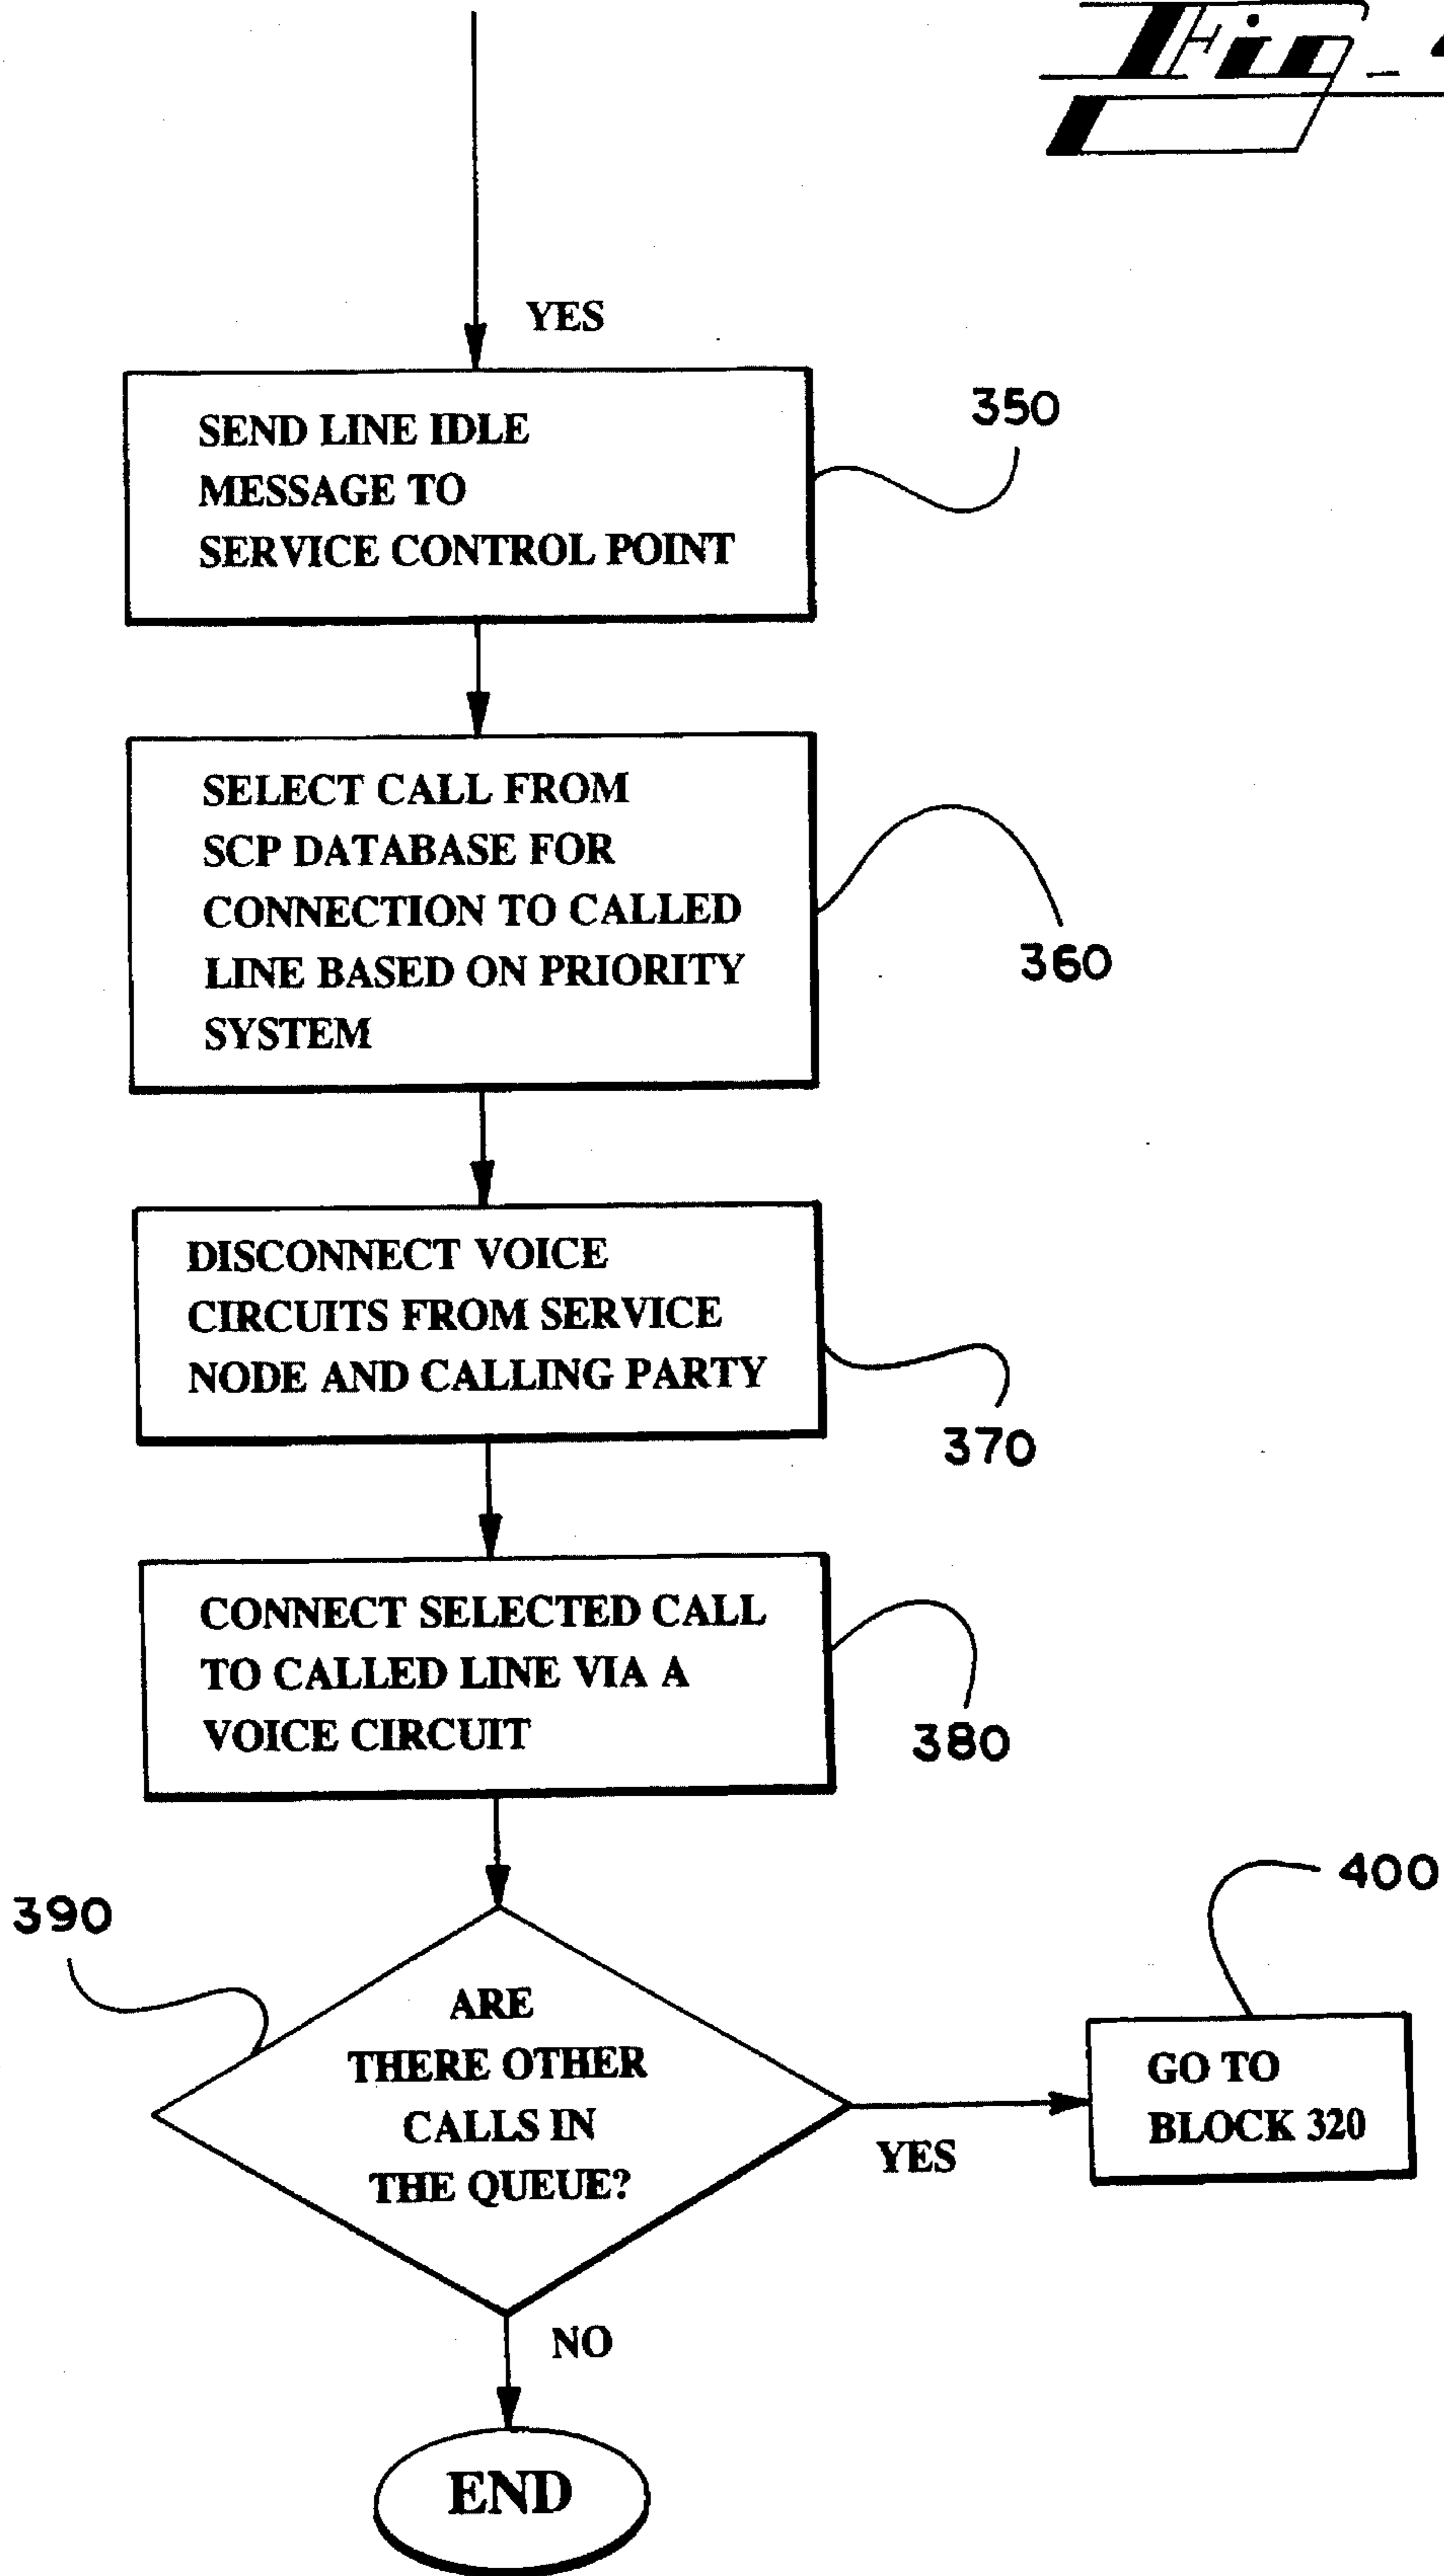 YES
SEND LINE IDLE
MESSAGE TO
SERVICE CONTROL POINT
350
SELECT CALL FROM
SCP DATABASE FOR
CONNECTION TO CALLED
LINE BASED ON PRIORITY
SYSTEM
360
DISCONNECT VOICE
CIRCUITS FROM SERVICE
NODE AND CALLING PARTY
370
CONNECT SELECTED CALL
TO CALLED LINE VIA A
VOICE CIRCUIT
380
390
ARE
THERE OTHER
CALLS IN
THE QUEUE?
YES
400
GO TO
BLOCK 320
NO
END